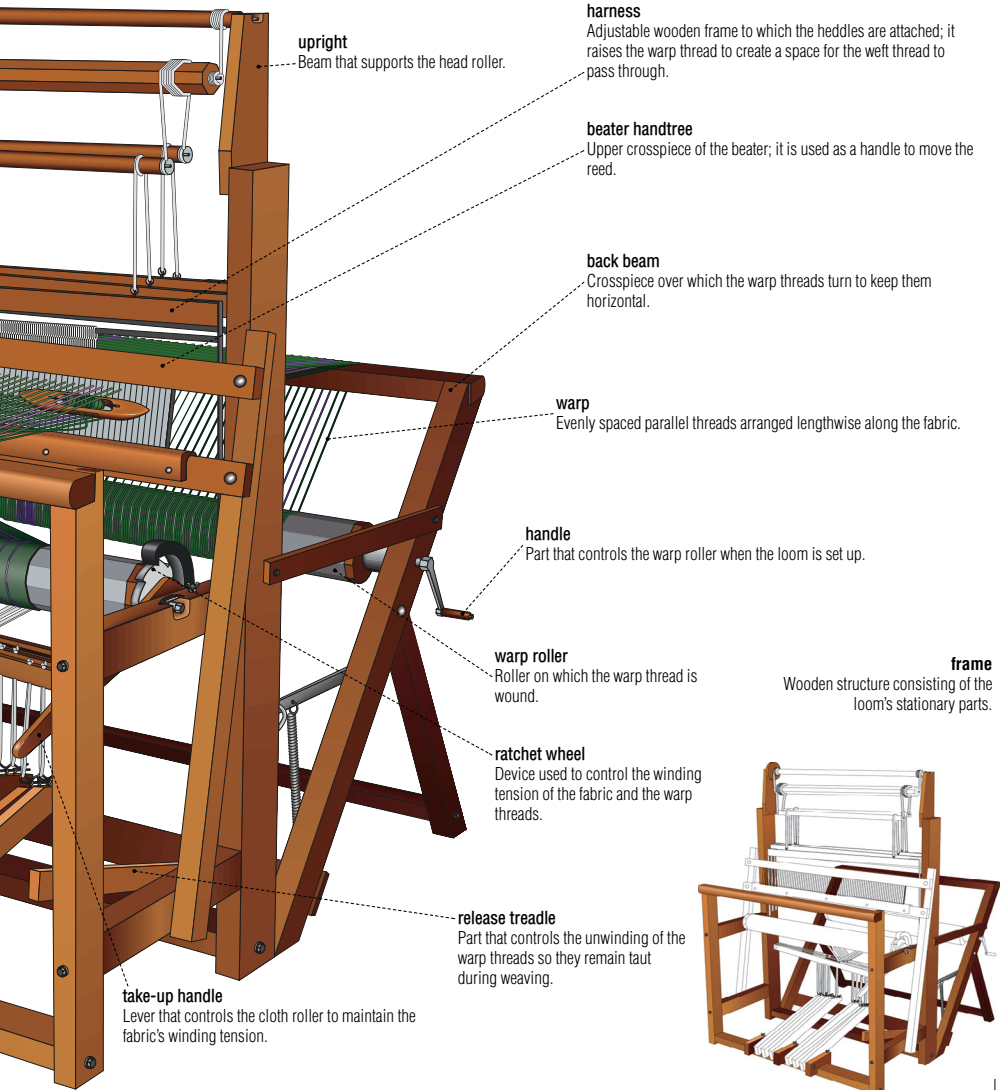 upright
Beam that supports the head roller.
harness
Adjustable wooden frame to which the heddles are attached; it
raises the warp thread to create a space for the weft thread to
pass through.
beater handtree
Upper crosspiece of the beater; it is used as a handle to move the
reed.
back beam
Crosspiece over which the warp threads turn to keep them
horizontal.
warp
Evenly spaced parallel threads arranged lengthwise along the fabric.
handle
Part that controls the warp roller when the loom is set up.
warp roller
Roller on which the warp thread is
wound.
frame
Wooden structure consisting of the
loom's stationary parts.
ratchet wheel
Device used to control the winding
tension of the fabric and the warp
threads.
release treadle
Part that controls the unwinding of the
warp threads so they remain taut
during weaving.
take-up handle
Lever that controls the cloth roller to maintain the
fabric's winding tension.